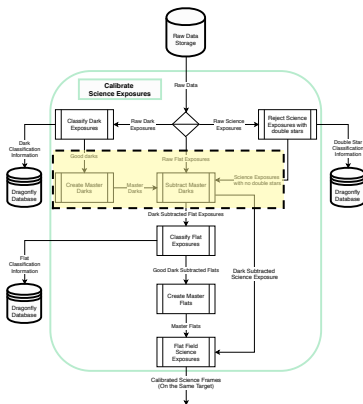 Raw Data
Storage
Calibrate
Science Exposures
Raw Data
Classify Dark
Exposures
Raw Dark
Exposures
Raw Science
Exposures
Reject Science
Exposures with
double stars
Dark
Classification
Information
Good darks
Raw Flat Exposures
Double Star
Classification
Information
Dragonfly
Database
Create Master
Darks
Master
Darks
Subtract Master
Darks
Science Exposures
with no double stars
Dragonfly
Database
Dark Subtracted Flat Exposures
Classify Flat
Exposures
Flat
Classification
Information
Good Dark Subtracted Flats
Dark Subtracted
Science Exposure
Dragonfly
Database
Create Master
Flats
Master Flats
Flat Field
Science
Exposures
Calibrated Science Frames
(On the Same Target)